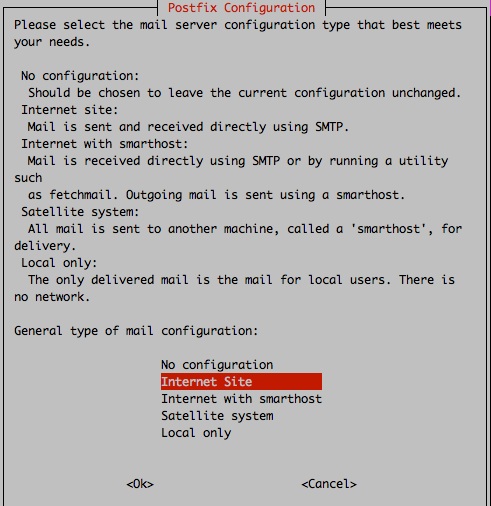 Postfix Configuration
Please select the mail server configuration type that best meets
your needs.
No configuration:
Should be chosen to leave the current configuration unchanged.
Internet site:
Mail is sent and received directly using SMTP.
Internet with smarthost:
Mail is received directly using SMTP or by running a utility
such
as fetchmail. Outgoing mail is sent using a smarthost.
Satellite system:
All mail is sent to another machine, called a 'smarthost', for
delivery.
Local only:
The only delivered mail is the mail for local users. There is
no network.
General type of mail configuration:
No configuration
Internet Site
Internet with smarthost
Satellite system
Local only
<Ok> <Cancel>